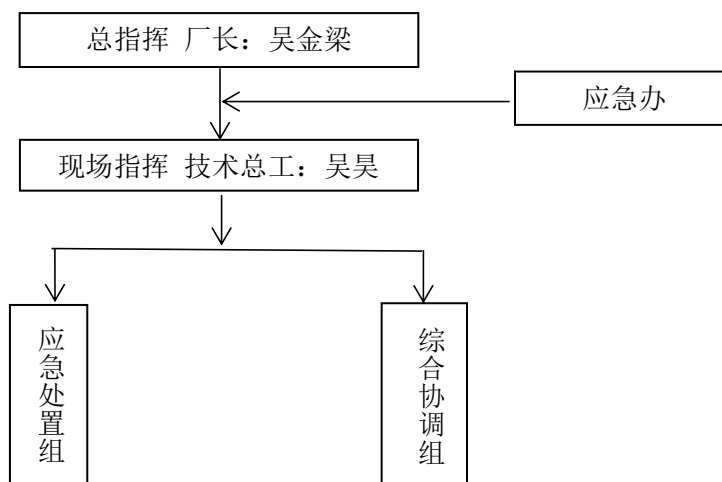 总指挥 厂长：吴金梁
应急办
现场指挥 技术总工：吴昊
应急处置组
综合协调组